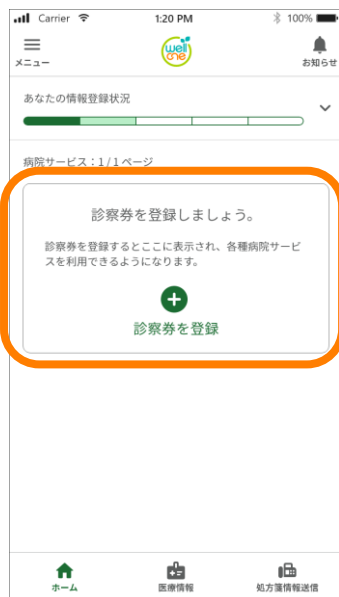 Carrier 1:20 PM 100%
well one
メニュー お知らせ
あなたの情報登録状況
病院サービス：1/1ページ
診察券を登録しましょう。
診察券を登録するとここに表示され、各種病院サービ
スを利用できるようになります。
診察券を登録
ホーム 医療情報 処方箋情報送信